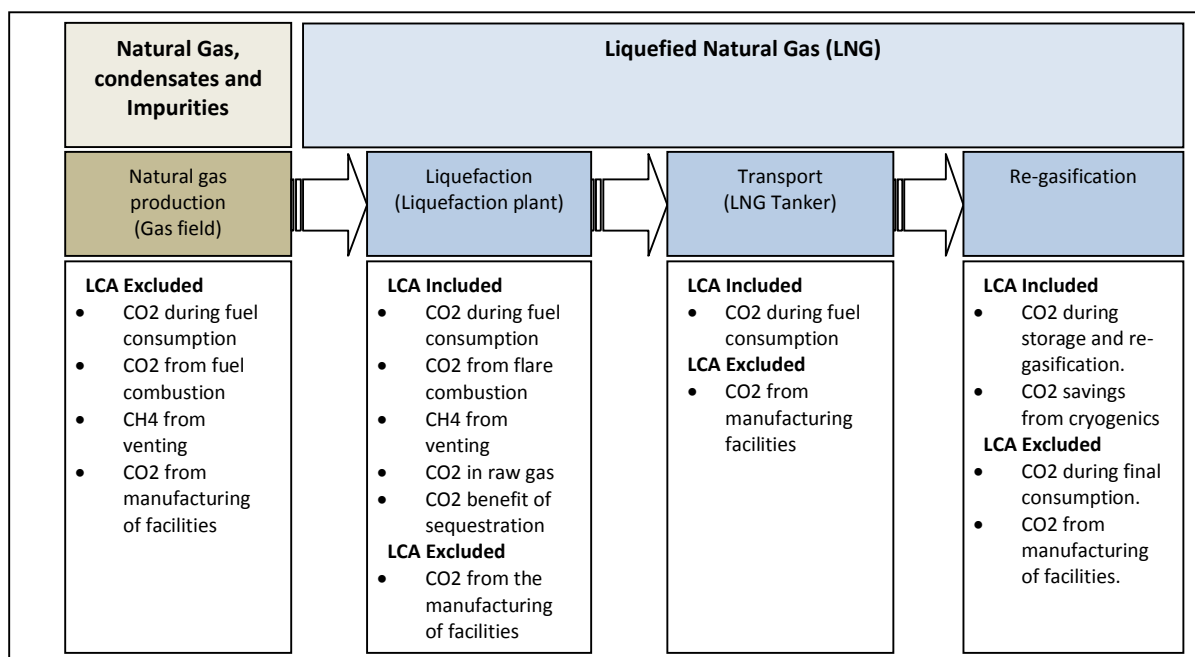 Natural Gas,
condensates and
Impurities
Liquefied Natural Gas (LNG)
Natural gas
production
(Gas field)
Liquefaction
(Liquefaction plant)
Transport
(LNG Tanker)
Re-gasification
LCA Excluded
• CO2 during fuel
consumption
• CO2 from fuel
combustion
• CH4 from
venting
• CO2 from
manufacturing
of facilities
LCA Included
• CO2 during fuel
consumption
• CO2 from flare
combustion
• CH4 from
venting
• CO2 in raw gas
• CO2 benefit of
sequestration
LCA Excluded
• CO2 from the
manufacturing
of facilities
LCA Included
• CO2 during fuel
consumption
LCA Excluded
• CO2 from
manufacturing
facilities
LCA Included
• CO2 during
storage and re-
gasification.
• CO2 savings
from cryogenics
LCA Excluded
• CO2 during final
consumption.
• CO2 from
manufacturing
of facilities.